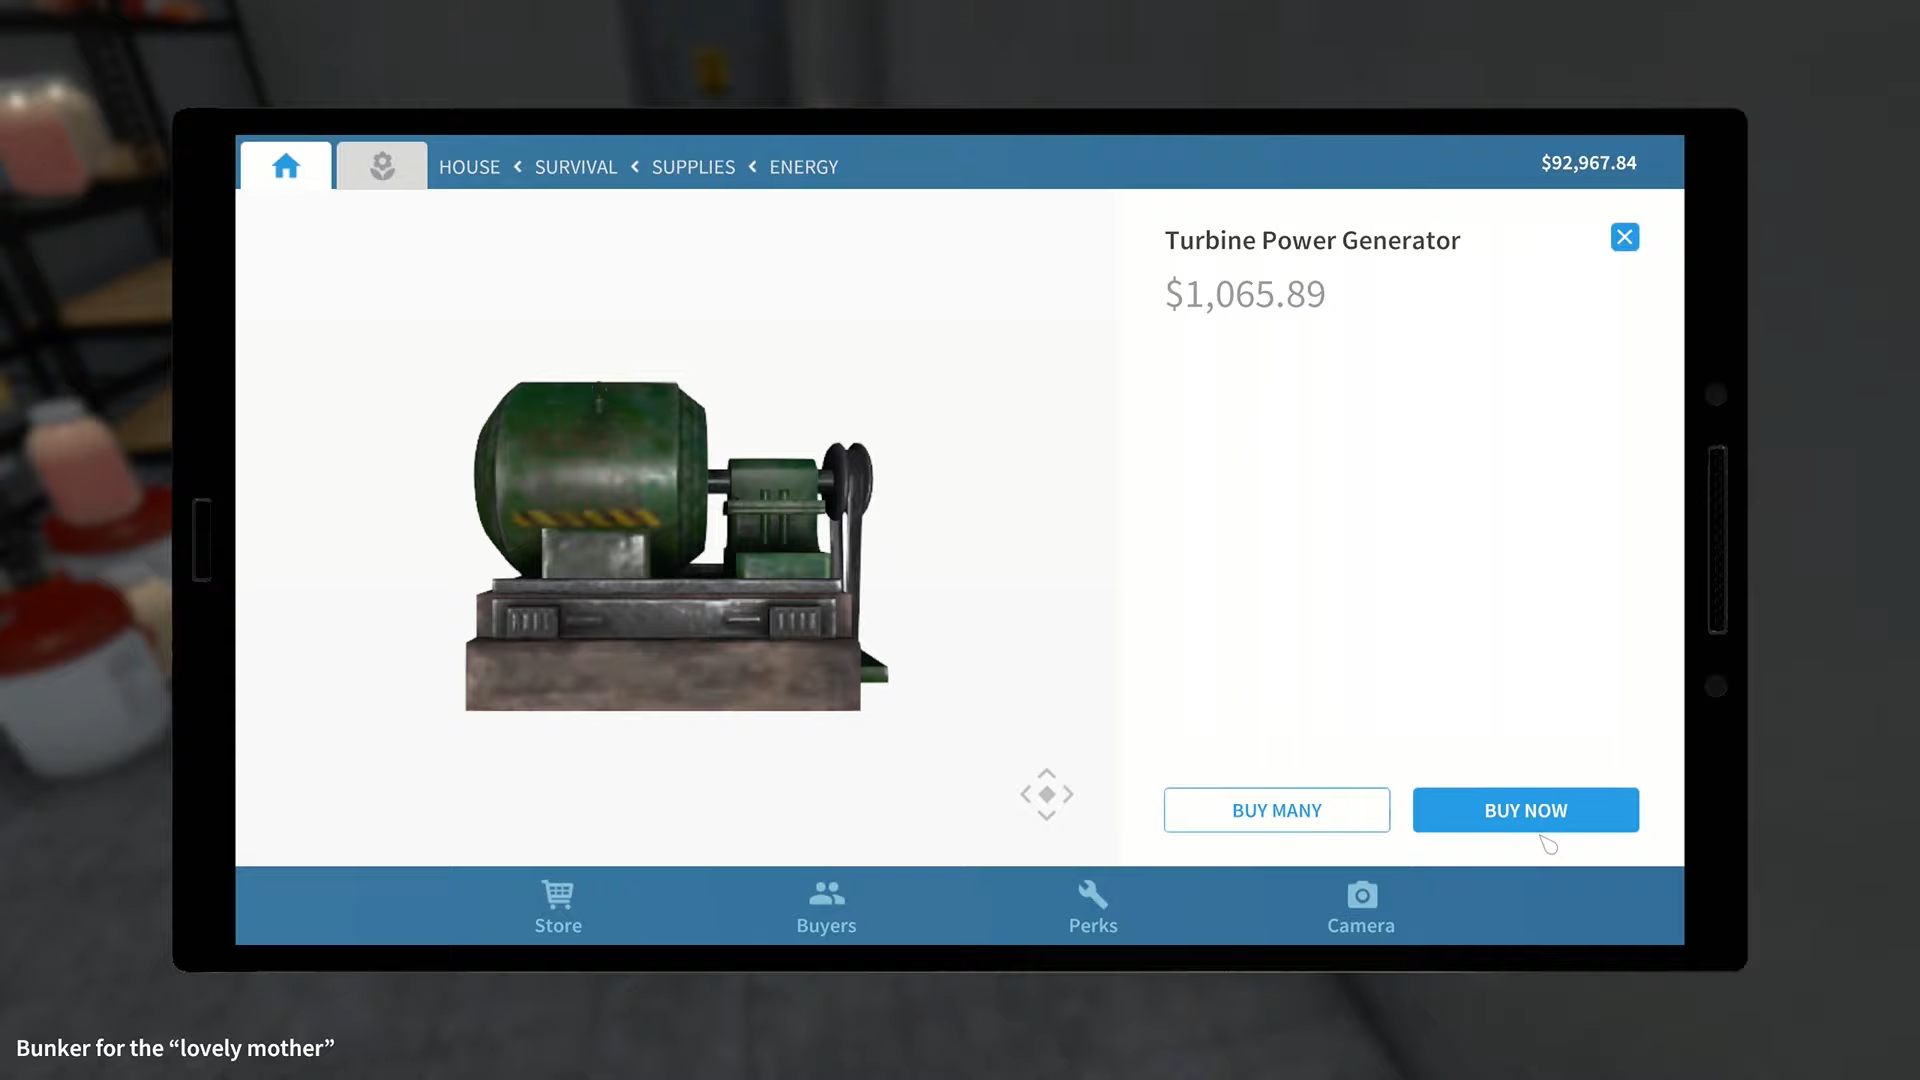 HOUSE < SURVIVAL < SUPPLIES < ENERGY
$92,967.84
Turbine Power Generator
$1,065.89
BUY MANY
BUY NOW
Store
Buyers
Perks
Camera
Bunker for the “lovely mother”